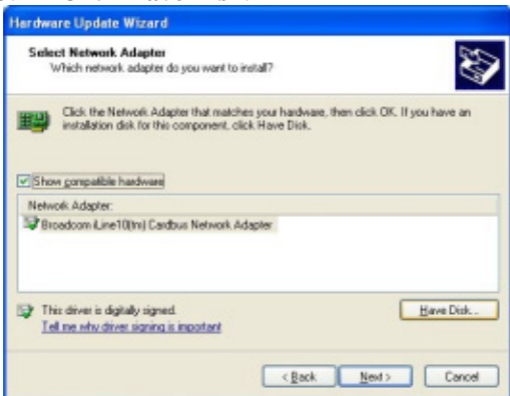 Hardware Update Wizard
Select Network Adapter
Which network adapter do you want to install?
Click the Network Adapter that matches your hardware, then click OK. If you have an
installation disk for this component, click Have Disk.
Show compatible hardware
Network Adapter:
Broadcom iLine10(tm) Cardbus Network Adapter
This driver is digitally signed.
Have Disk...
Tell me why driver signing is important
< Back
Next >
Cancel